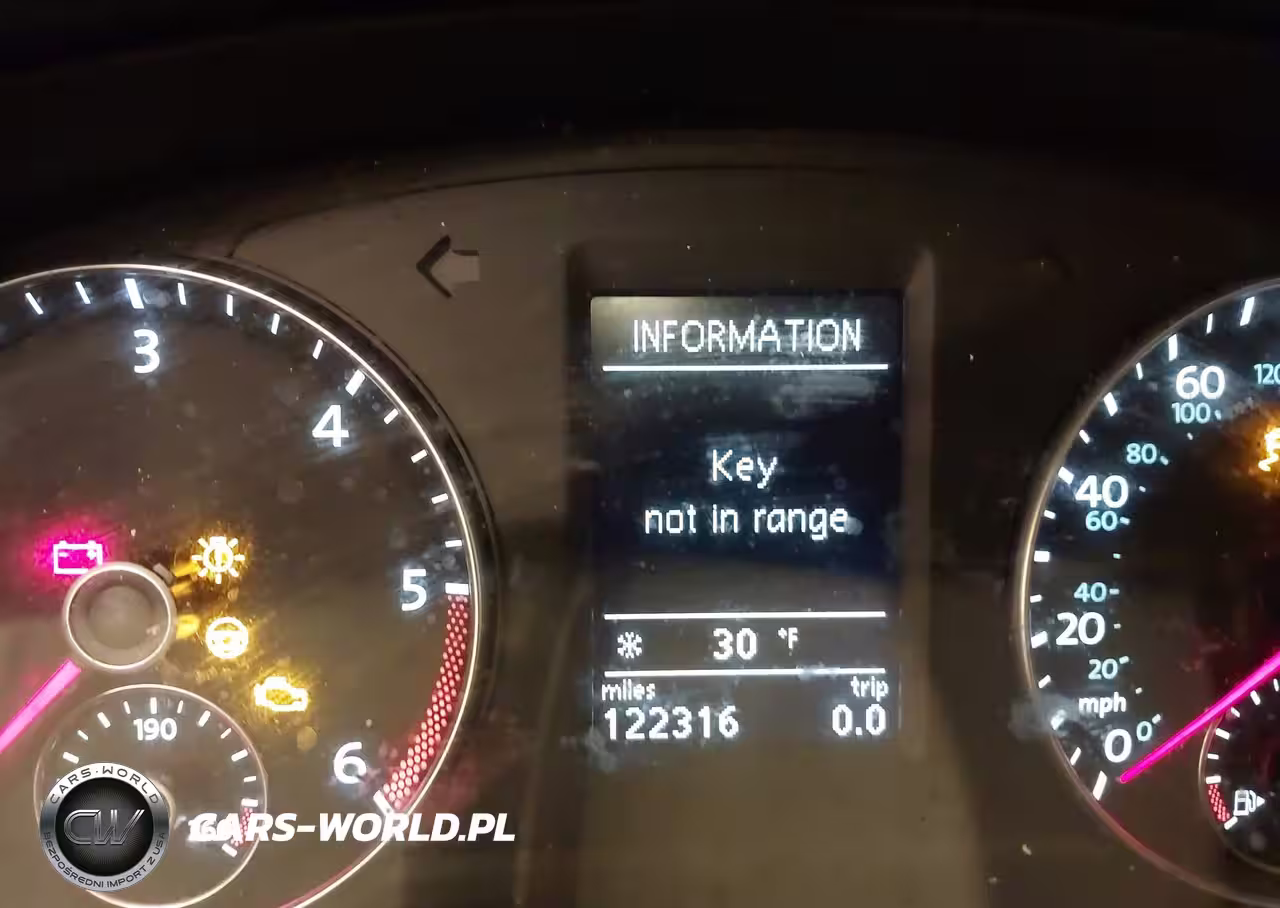 INFORMATION
Key
not in range
30 °F
miles trip
122316 0.0
3
4
5
6
190
60
120
100
80
40
60
40
20
20
mph
0
0
CARS-WORLD
CW
BEZPOŚREDNI IMPORT Z USA
CARS-WORLD.PL